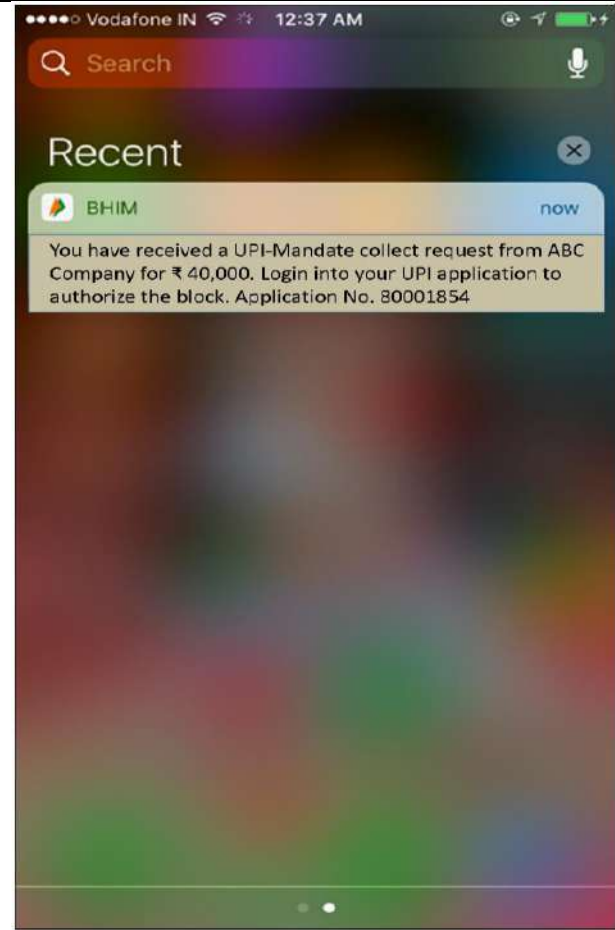 Vodafone IN 12:37 AM
Search
Recent
BHIM now
You have received a UPI-Mandate collect request from ABC
Company for ₹ 40,000. Login into your UPI application to
authorize the block. Application No. 80001854